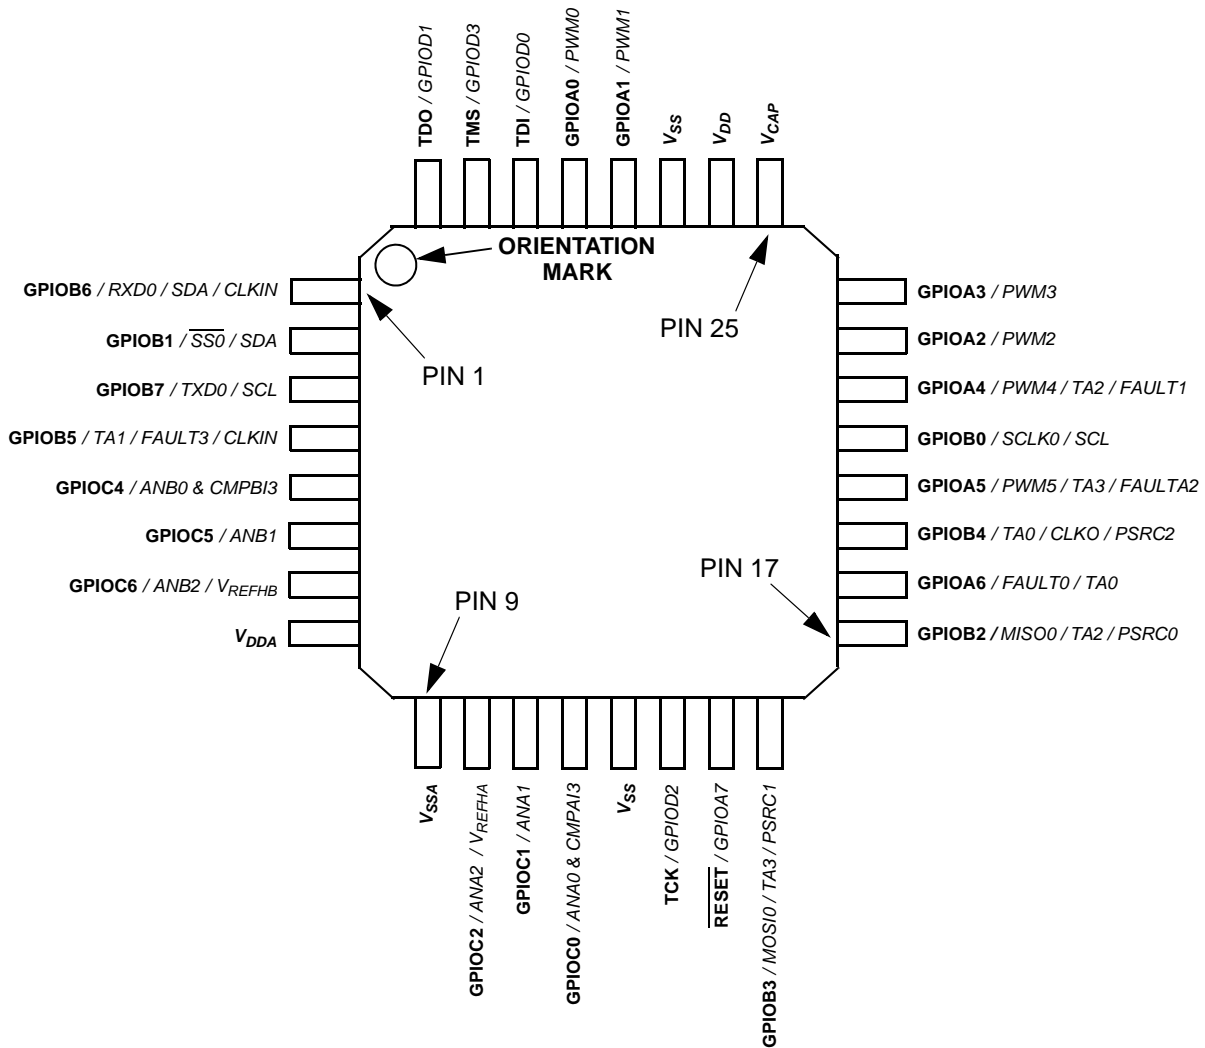 TDO / GPIOD1
TMS / GPIOD3
TDI / GPIOD0
GPIOA0 / PWM0
GPIOA1 / PWM1
VSS
VDD
VCAP
ORIENTATION
MARK
GPIOB6 / RXD0 / SDA / CLKIN
GPIOB1 / SS0 / SDA
GPIOB7 / TXD0 / SCL
GPIOB5 / TA1 / FAULT3 / CLKIN
GPIOC4 / ANB0 & CMPBI3
GPIOC5 / ANB1
GPIOC6 / ANB2 / VREFHB
VDDA
PIN 1
PIN 25
PIN 9
PIN 17
GPIOA3 / PWM3
GPIOA2 / PWM2
GPIOA4 / PWM4 / TA2 / FAULT1
GPIOB0 / SCLK0 / SCL
GPIOA5 / PWM5 / TA3 / FAULTA2
GPIOB4 / TA0 / CLKO / PSRC2
GPIOA6 / FAULT0 / TA0
GPIOB2 / MISO0 / TA2 / PSRC0
VSSA
GPIOC2 / ANA2 / VREFHA
GPIOC1 / ANA1
GPIOC0 / ANA0 & CMPAI3
VSS
TCK / GPIOD2
RESET / GPIOA7
GPIOB3 / MOSI0 / TA3 / PSRC1